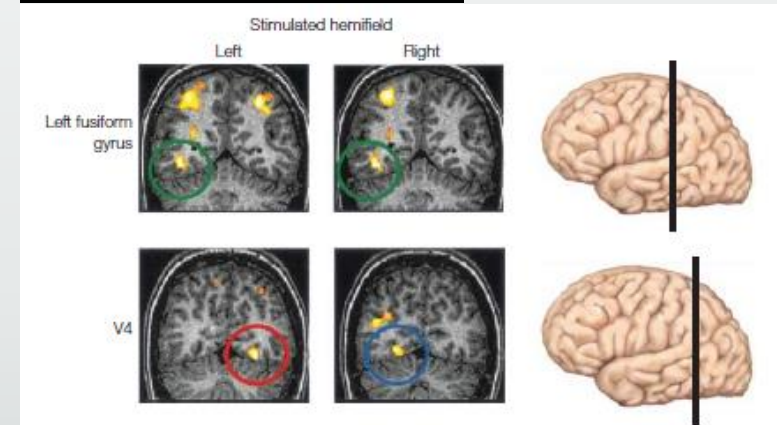 Stimulated hemifield
Left
Right
Left fusiform
gyrus
V4